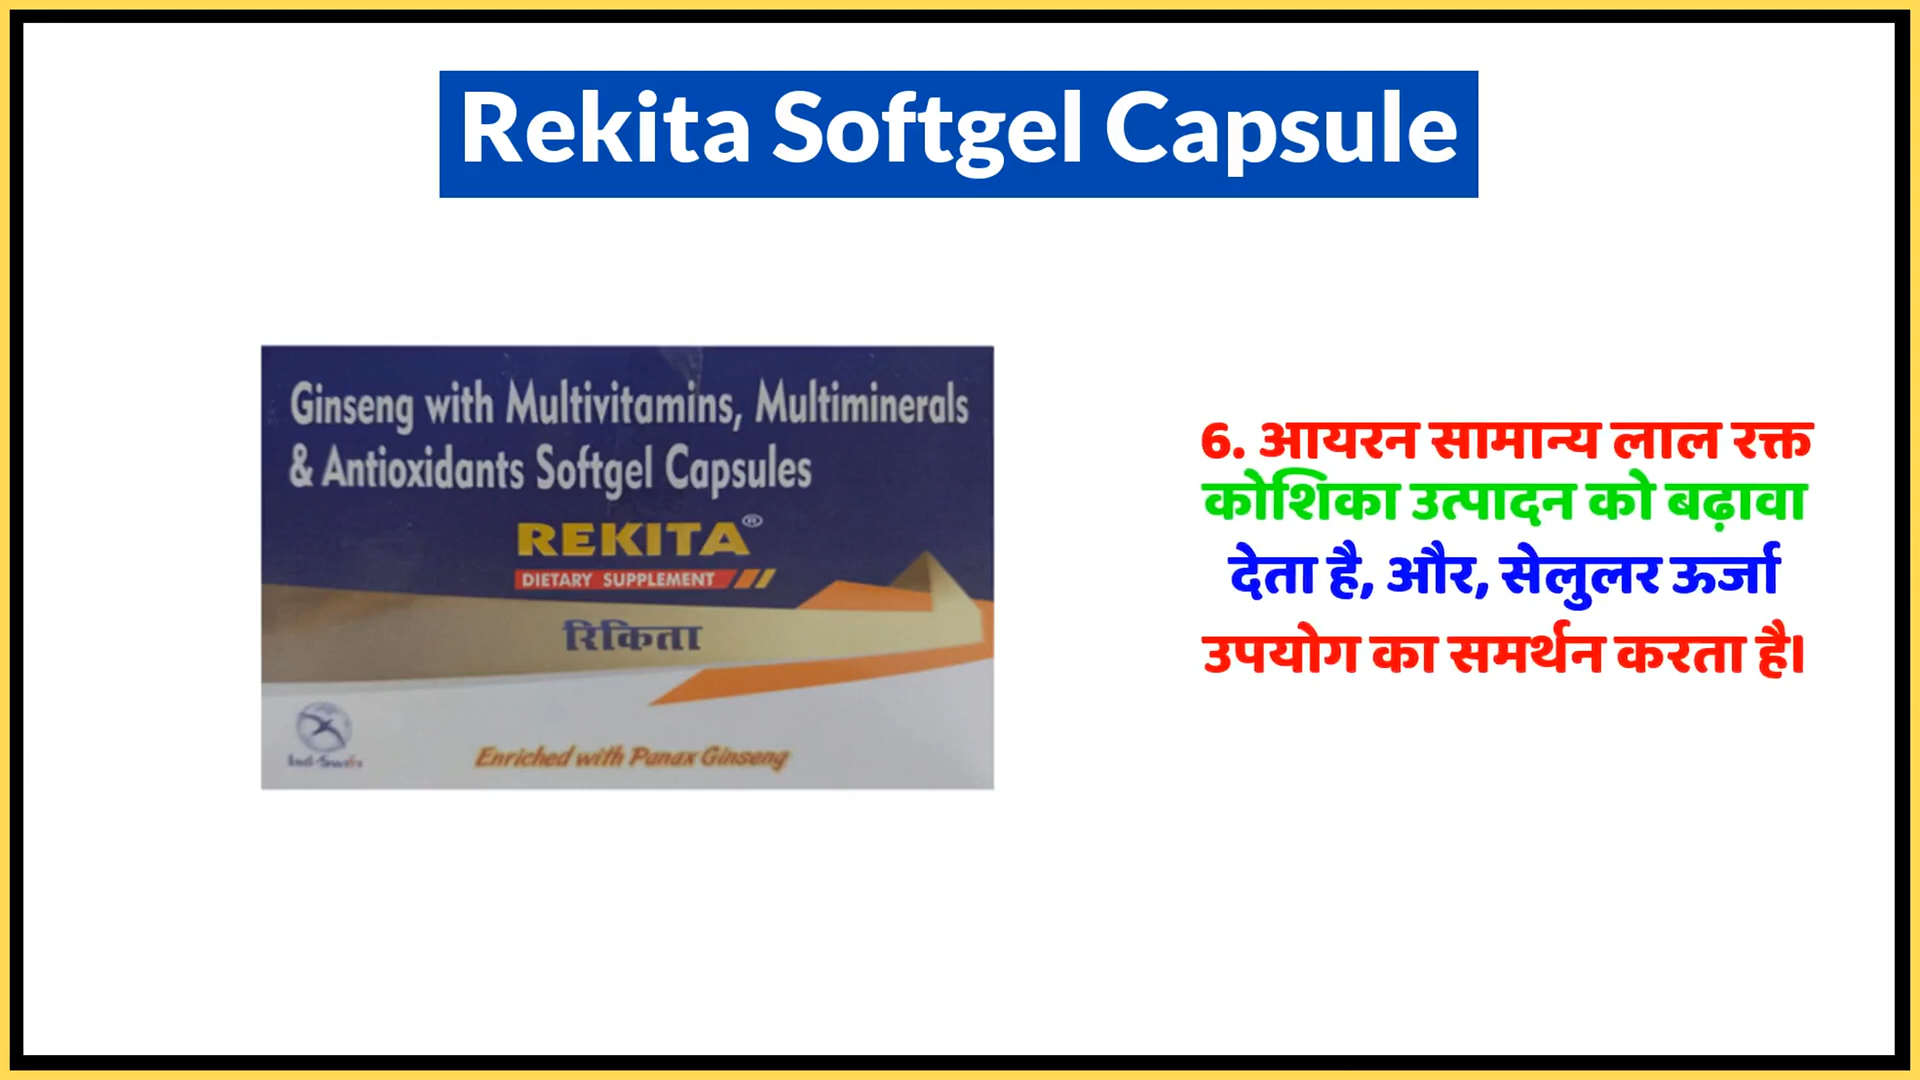 Rekita Softgel Capsule
Ginseng with Multivitamins, Multiminerals
& Antioxidants Softgel Capsules
REKITA®
DIETARY SUPPLEMENT
रिकिता
Enriched with Panax Ginseng
6. आयरन सामान्य लाल रक्त
कोशिका उत्पादन को बढ़ावा
देता है, और, सेलुलर ऊर्जा
उपयोग का समर्थन करता है।